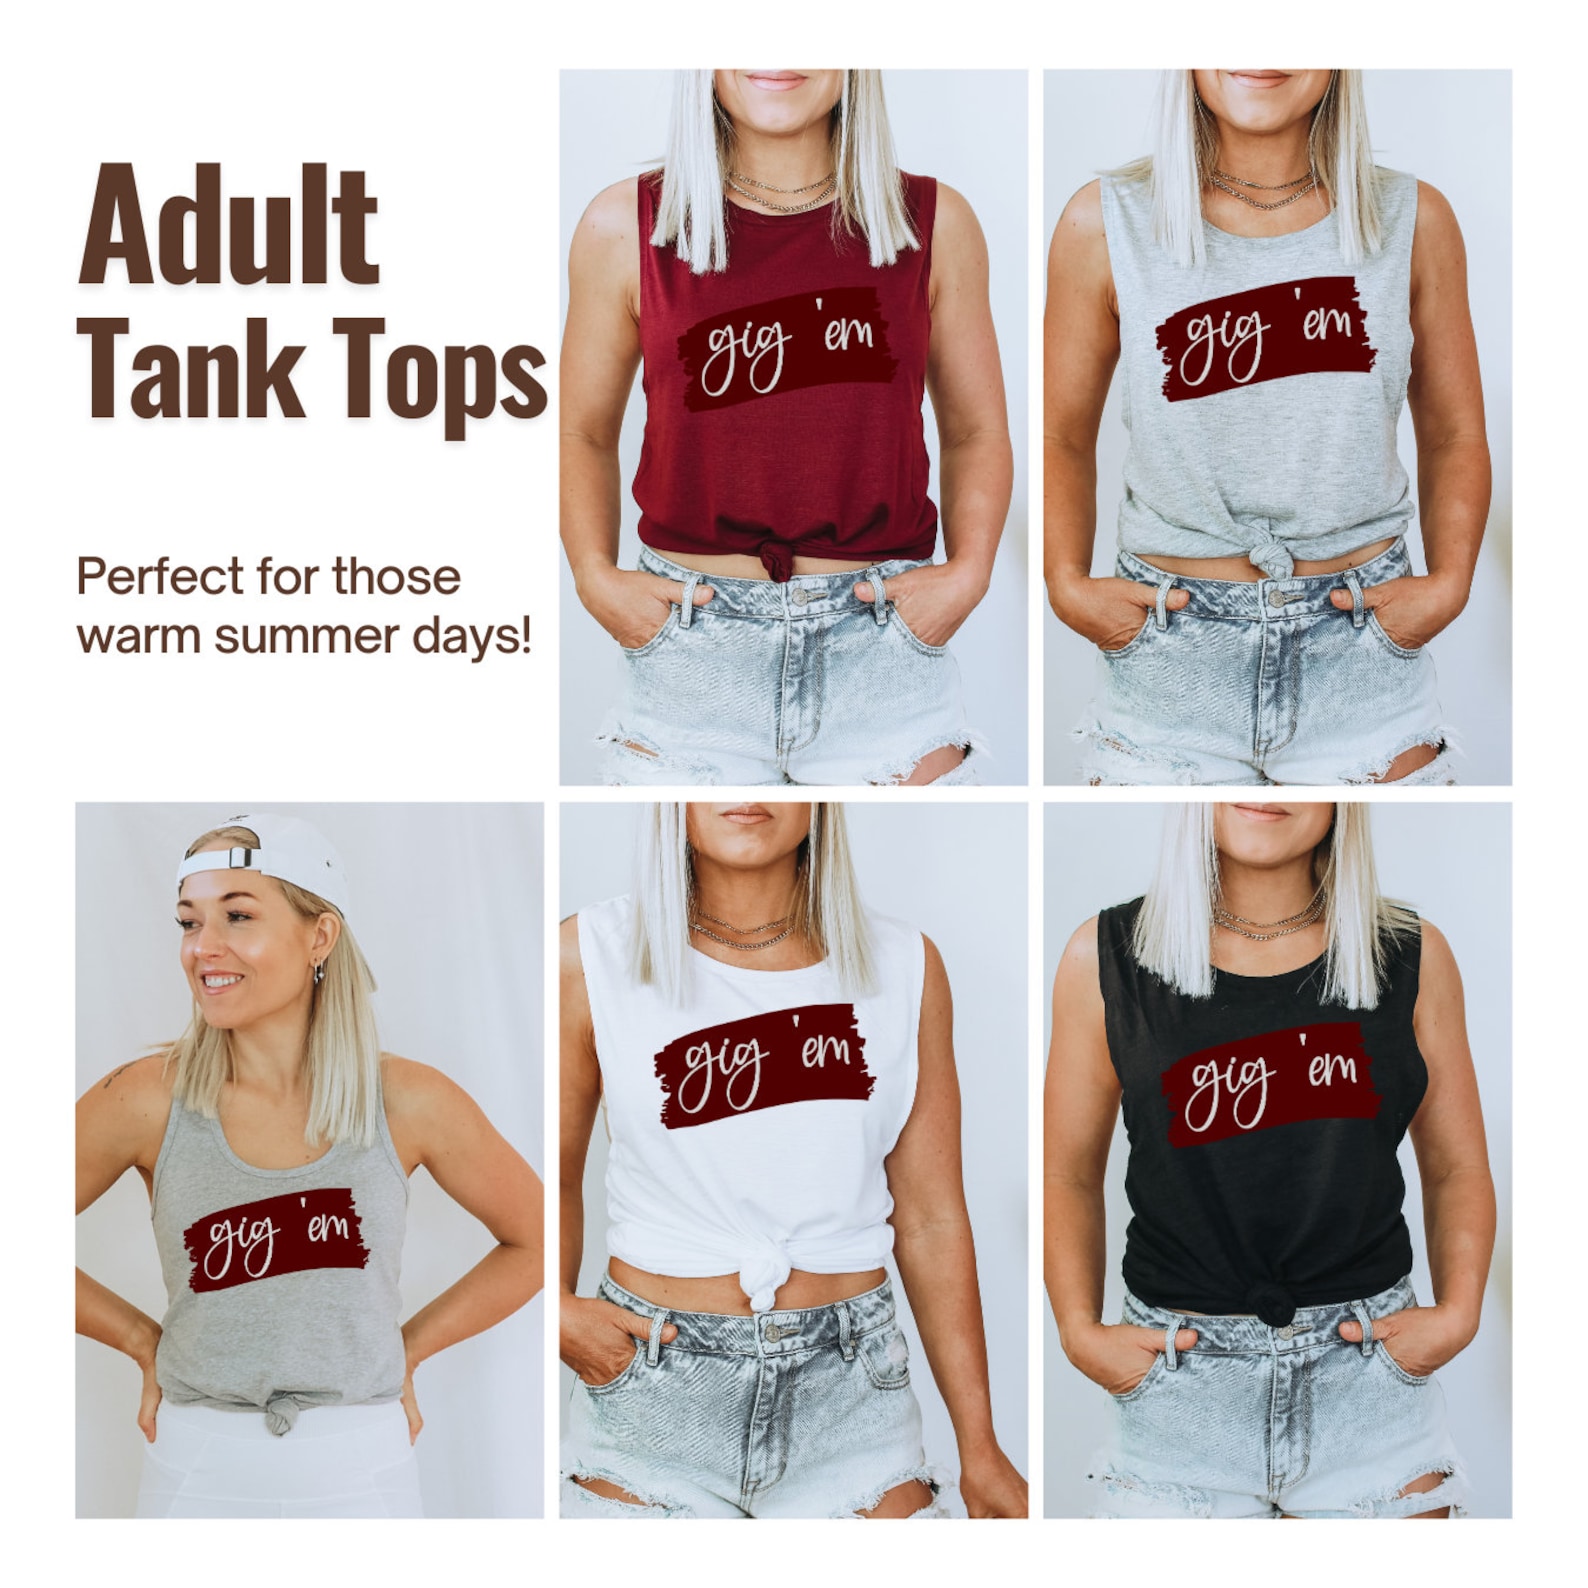 Adult
Tank Tops
Perfect for those
warm summer days!
gig 'em
gig 'em
gig 'em
gig 'em
gig 'em